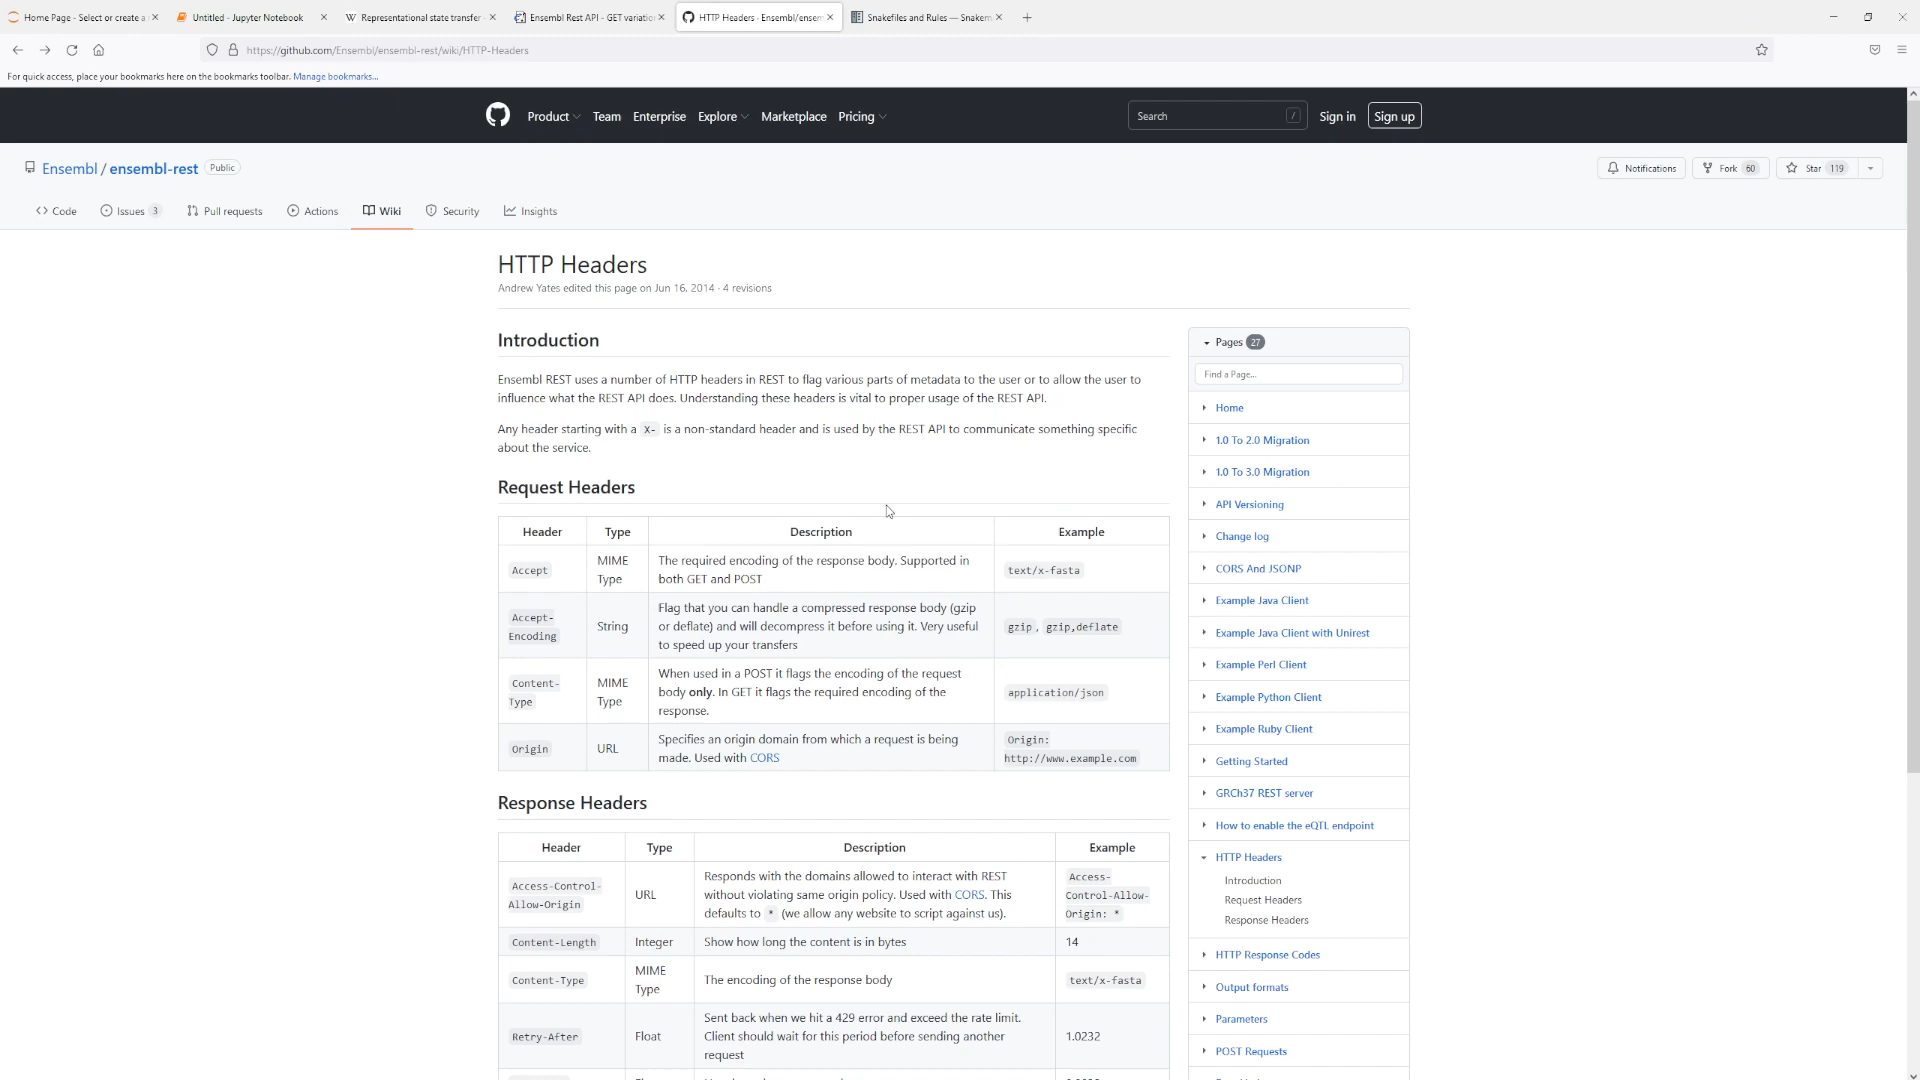 Home Page - Select or create a
Untitled - Jupyter Notebook
Representational state transfer -
Ensembl Rest API - GET variation
HTTP Headers · Ensembl/ensem
Snakefiles and Rules — Snakem
https://github.com/Ensembl/ensembl-rest/wiki/HTTP-Headers
For quick access, place your bookmarks here on the bookmarks toolbar. Manage bookmarks...
Product Team Enterprise Explore Marketplace Pricing
Search /
Sign in
Sign up
Ensembl / ensembl-rest Public
Notifications
Fork 60
Star 119
Code
Issues 3
Pull requests
Actions
Wiki
Security
Insights
HTTP Headers
Andrew Yates edited this page on Jun 16, 2014 · 4 revisions
Introduction
Ensembl REST uses a number of HTTP headers in REST to flag various parts of metadata to the user or to allow the user to
influence what the REST API does. Understanding these headers is vital to proper usage of the REST API.
Any header starting with a X- is a non-standard header and is used by the REST API to communicate something specific
about the service.
Request Headers
Header Type Description Example
Accept
MIME
Type
The required encoding of the response body. Supported in
both GET and POST
text/x-fasta
Accept-
Encoding
String
Flag that you can handle a compressed response body (gzip
or deflate) and will decompress it before using it. Very useful
to speed up your transfers
gzip , gzip,deflate
Content-
Type
MIME
Type
When used in a POST it flags the encoding of the request
body only. In GET it flags the required encoding of the
response.
application/json
Origin
URL
Specifies an origin domain from which a request is being
made. Used with CORS
Origin:
http://www.example.com
Response Headers
Header Type Description Example
Access-Control-
Allow-Origin
URL
Responds with the domains allowed to interact with REST
without violating same origin policy. Used with CORS. This
defaults to * (we allow any website to script against us).
Access-
Control-Allow-
Origin: *
Content-Length
Integer
Show how long the content is in bytes
14
Content-Type
MIME
Type
The encoding of the response body
text/x-fasta
Retry-After
Float
Sent back when we hit a 429 error and exceed the rate limit.
Client should wait for this period before sending another
request
1.0232
Pages 27
Find a Page...
Home
1.0 To 2.0 Migration
1.0 To 3.0 Migration
API Versioning
Change log
CORS And JSONP
Example Java Client
Example Java Client with Unirest
Example Perl Client
Example Python Client
Example Ruby Client
Getting Started
GRCh37 REST server
How to enable the eQTL endpoint
HTTP Headers
Introduction
Request Headers
Response Headers
HTTP Response Codes
Output formats
Parameters
POST Requests